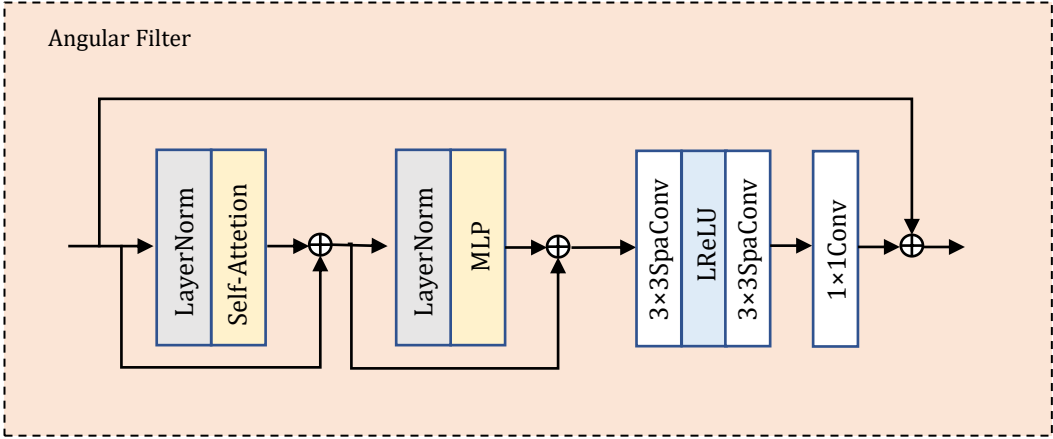 Angular Filter
LayerNorm
Self-Attetion
LayerNorm
MLP
3×3SpaConv
LReLU
3×3SpaConv
1×1Conv